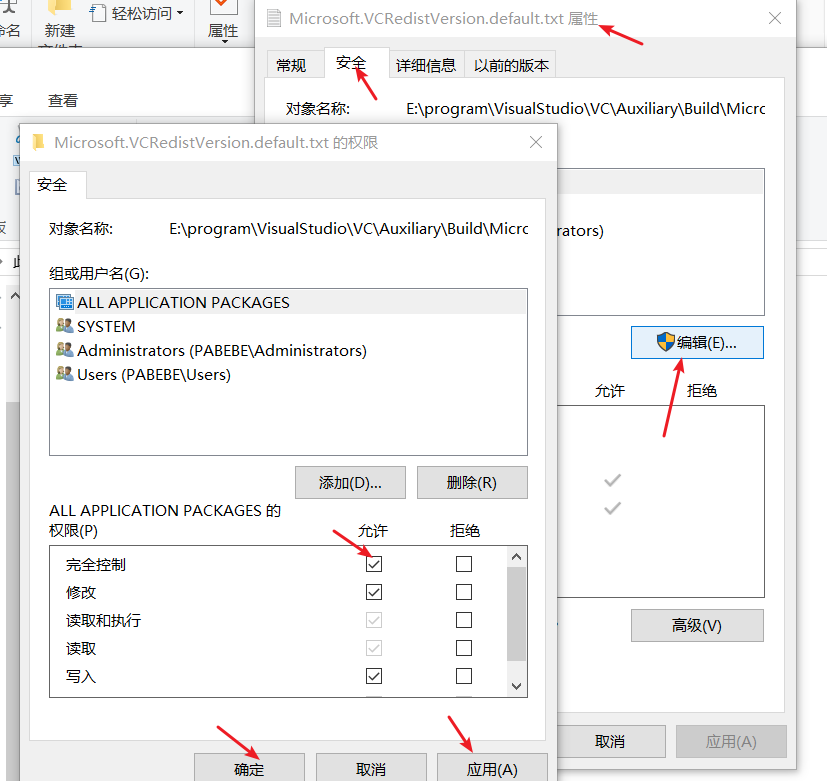 新建
轻松访问
属性
查看
Microsoft.VCRedistVersion.default.txt 属性
常规
安全
详细信息
以前的版本
对象名称:
E:\program\VisualStudio\VC\Auxiliary\Build\Micrc
rators)
编辑(E)...
允许
拒绝
高级(V)
取消
应用(A)
Microsoft.VCRedistVersion.default.txt 的权限
安全
对象名称:
E:\program\VisualStudio\VC\Auxiliary\Build\Micrc
组或用户名(G):
ALL APPLICATION PACKAGES
SYSTEM
Administrators (PABEBE\Administrators)
Users (PABEBE\Users)
添加(D)...
删除(R)
ALL APPLICATION PACKAGES 的
权限(P)
允许
拒绝
完全控制
修改
读取和执行
读取
写入
确定
取消
应用(A)